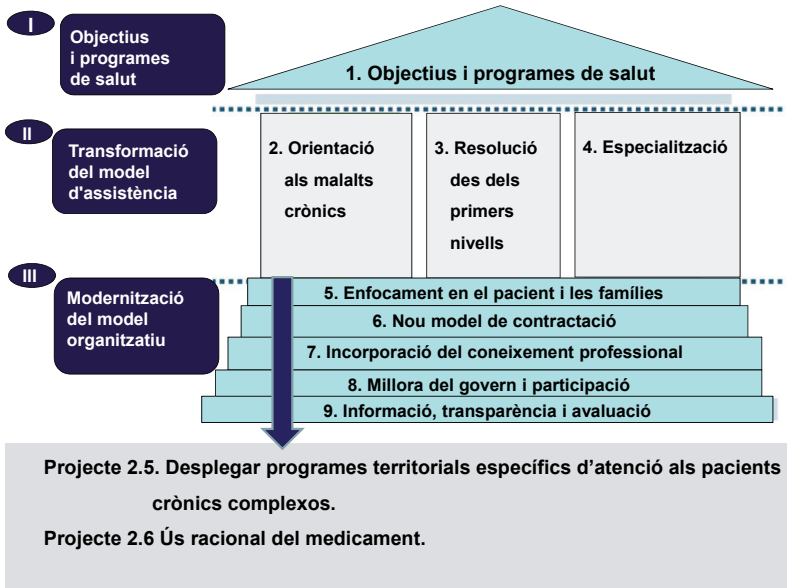 I
Objectius
i programes
de salut
1. Objectius i programes de salut
II
Transformació
del model
d'assistència
2. Orientació
als malalts
crònics
3. Resolució
des dels
primers
nivells
4. Especialització
III
Modernització
del model
organitzatiu
5. Enfocament en el pacient i les famílies
6. Nou model de contractació
7. Incorporació del coneixement professional
8. Millora del govern i participació
9. Informació, transparència i avaluació
Projecte 2.5. Desplegar programes territorials específics d’atenció als pacients
crònics complexos.
Projecte 2.6 Ús racional del medicament.